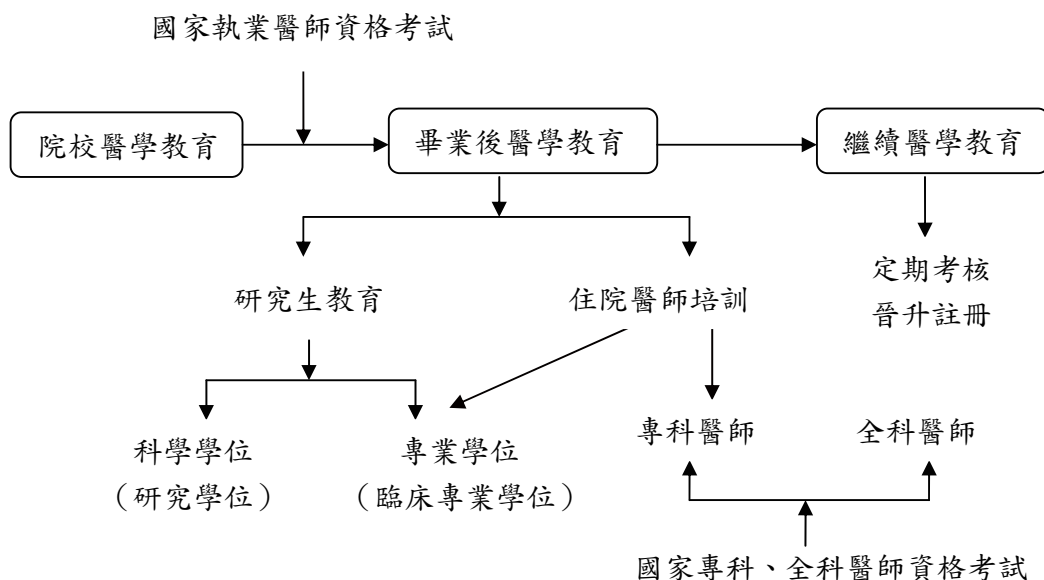 國家執業醫師資格考試
院校醫學教育
畢業後醫學教育
繼續醫學教育
研究生教育
住院醫師培訓
定期考核
晉升註冊
科學學位
（研究學位）
專業學位
（臨床專業學位）
專科醫師
全科醫師
國家專科、全科醫師資格考試